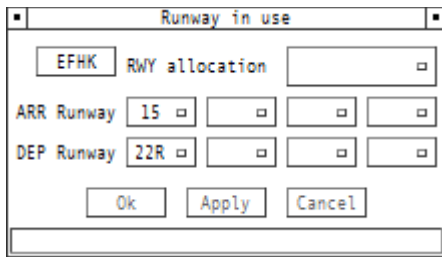 Runway in use
EFHK RWY allocation
ARR Runway 15
DEP Runway 22R
Ok Apply Cancel